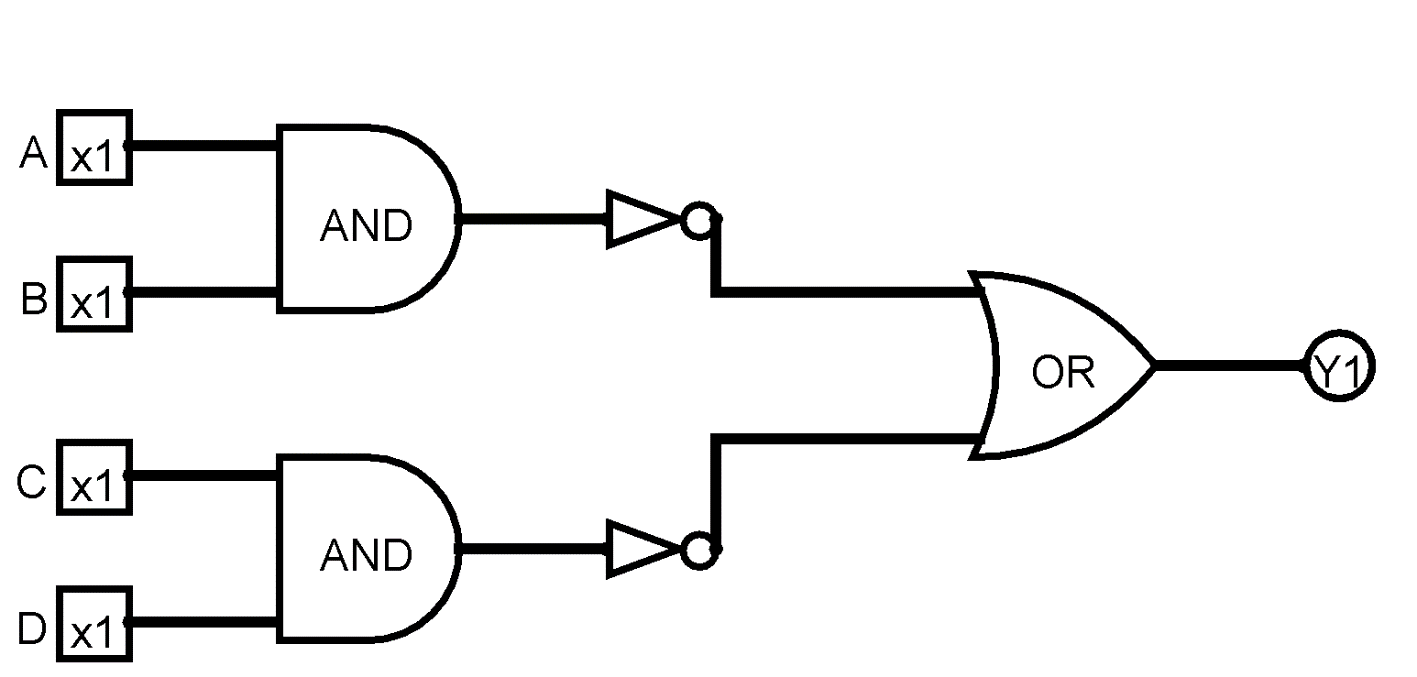 A x1
AND
B x1
OR
Y1
C x1
AND
D x1